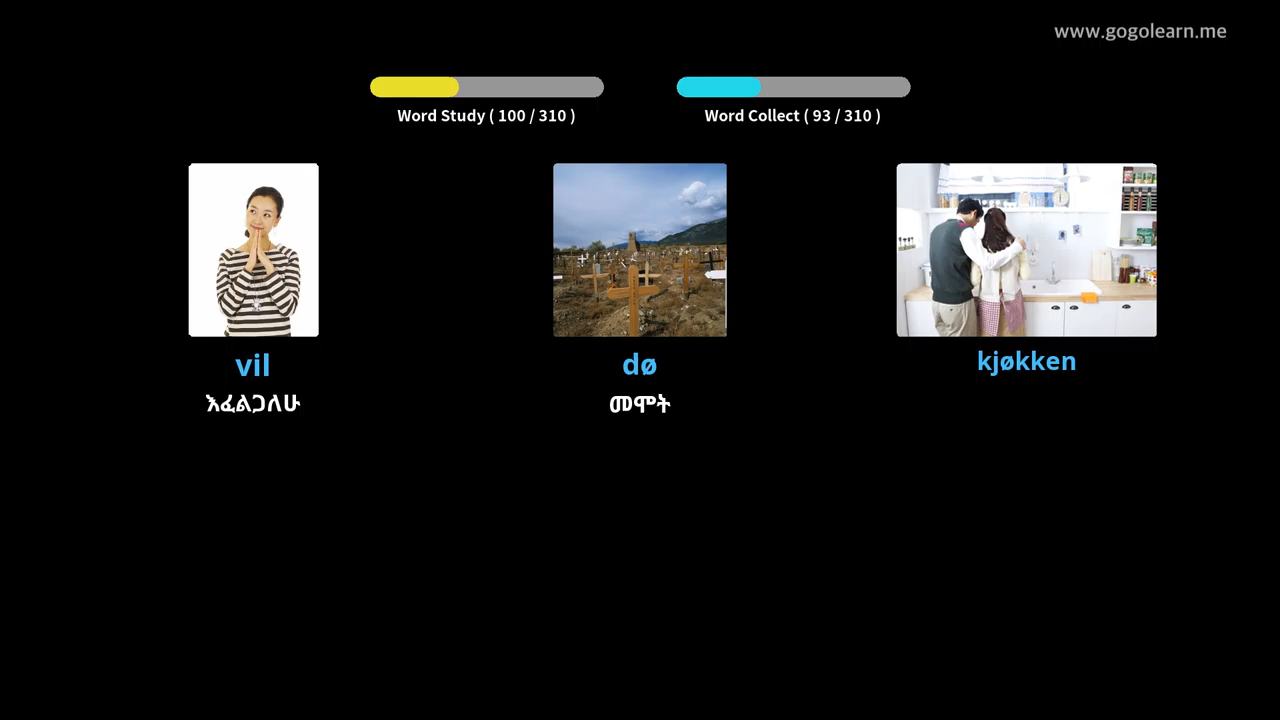 www.gogolearn.me
Word Study ( 100 / 310 )
Word Collect ( 93 / 310 )
vil
dø
kjøkken
እፈልጋለሁ
መሞት